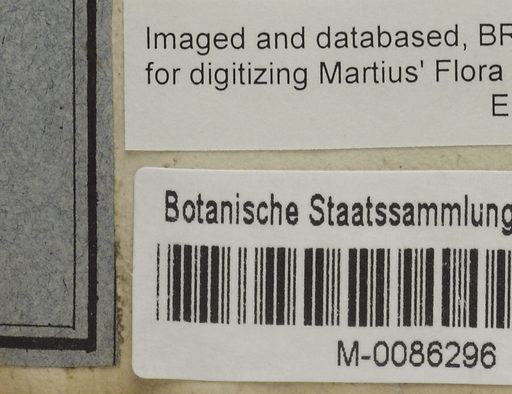 Imaged and databased, BR
for digitizing Martius' Flora
E
Botanische Staatssammlung
M-0086296